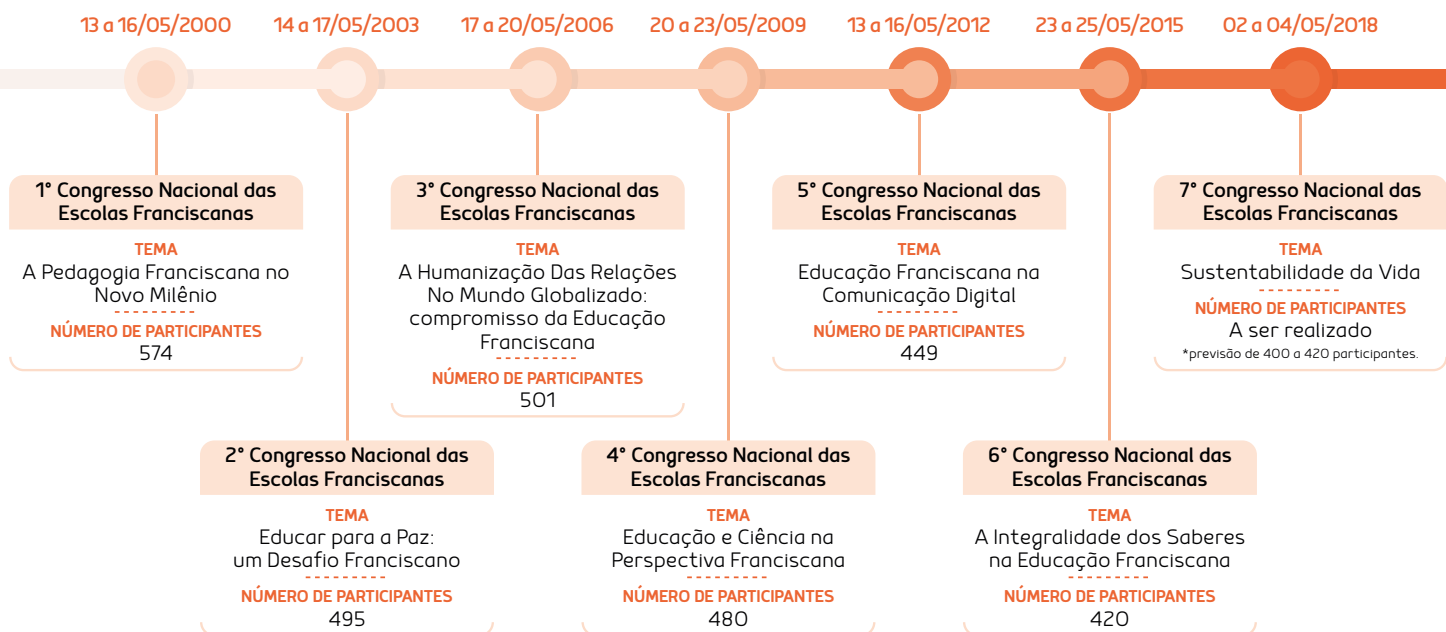 13 a 16/05/2000
14 a 17/05/2003
17 a 20/05/2006
20 a 23/05/2009
13 a 16/05/2012
23 a 25/05/2015
02 a 04/05/2018
1° Congresso Nacional das
Escolas Franciscanas
TEMA
A Pedagogia Franciscana no
Novo Milênio
NÚMERO DE PARTICIPANTES
574
3° Congresso Nacional das
Escolas Franciscanas
TEMA
A Humanização Das Relações
No Mundo Globalizado:
compromisso da Educação
Franciscana
NÚMERO DE PARTICIPANTES
501
5° Congresso Nacional das
Escolas Franciscanas
TEMA
Educação Franciscana na
Comunicação Digital
NÚMERO DE PARTICIPANTES
449
7° Congresso Nacional das
Escolas Franciscanas
TEMA
Sustentabilidade da Vida
NÚMERO DE PARTICIPANTES
A ser realizado
*previsão de 400 a 420 participantes.
2° Congresso Nacional das
Escolas Franciscanas
TEMA
Educar para a Paz:
um Desafio Franciscano
NÚMERO DE PARTICIPANTES
495
4° Congresso Nacional das
Escolas Franciscanas
TEMA
Educação e Ciência na
Perspectiva Franciscana
NÚMERO DE PARTICIPANTES
480
6° Congresso Nacional das
Escolas Franciscanas
TEMA
A Integralidade dos Saberes
na Educação Franciscana
NÚMERO DE PARTICIPANTES
420